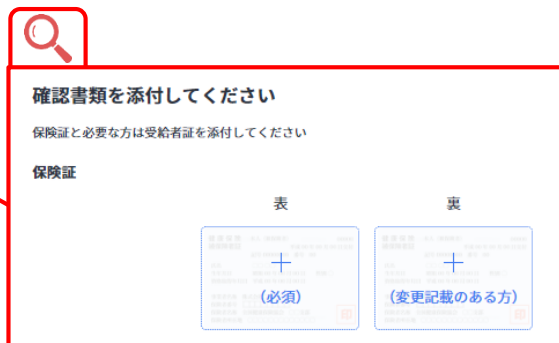 確認書類を添付してください
保険証と必要な方は受給者証を添付してください
保険証
表 裏
(必須) (変更記載のある方)